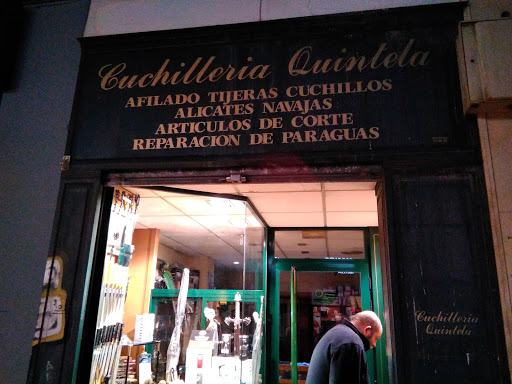 Cuchilleria Quintela
AFILADO TIJERAS CUCHILLOS
ALICATES NAVAJAS
ARTICULOS DE CORTE
REPARACION DE PARAGUAS
Cuchilleria
Quintela